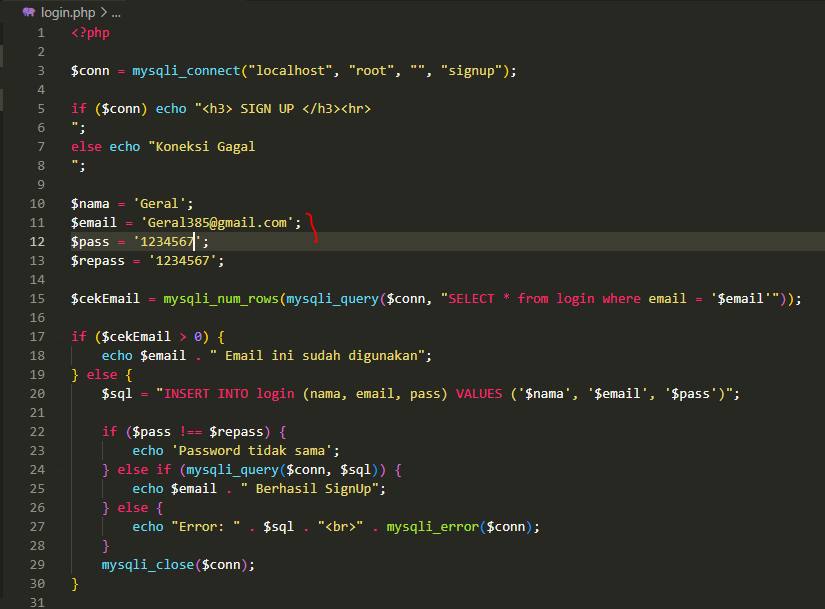 login.php > ...
1 <?php
2
3 $conn = mysqli_connect("localhost", "root", "", "signup");
4
5 if ($conn) echo "<h3> SIGN UP </h3><hr>
6 ";
7 else echo "Koneksi Gagal
8 ";
9
10 $nama = 'Geral';
11 $email = 'Geral385@gmail.com';
12 $pass = '1234567';
13 $repass = '1234567';
14
15 $cekEmail = mysqli_num_rows(mysqli_query($conn, "SELECT * from login where email = '$email'"));
16
17 if ($cekEmail > 0) {
18     echo $email . " Email ini sudah digunakan";
19 } else {
20     $sql = "INSERT INTO login (nama, email, pass) VALUES ('$nama', '$email', '$pass')";
21
22     if ($pass !== $repass) {
23         echo 'Password tidak sama';
24     } else if (mysqli_query($conn, $sql)) {
25         echo $email . " Berhasil SignUp";
26     } else {
27         echo "Error: " . $sql . "<br>" . mysqli_error($conn);
28     }
29     mysqli_close($conn);
30 }
31